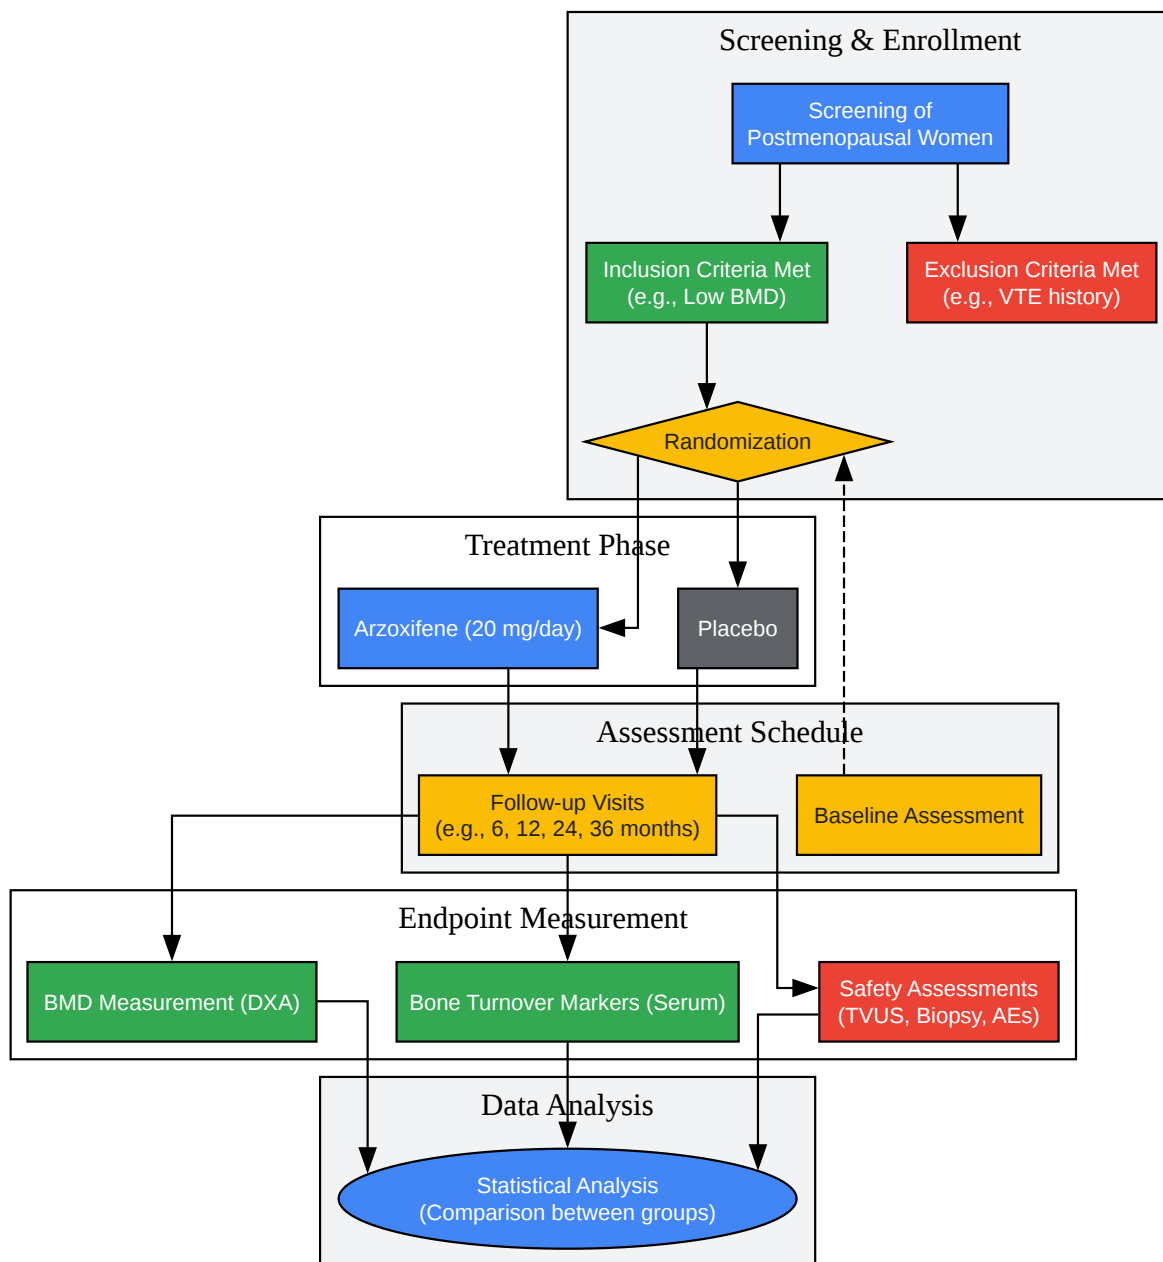 Screening & Enrollment
Screening of
Postmenopausal Women
Inclusion Criteria Met
(e.g., Low BMD)
Exclusion Criteria Met
(e.g., VTE history)
Randomization
Treatment Phase
Arzoxifene (20 mg/day)
Placebo
Assessment Schedule
Follow-up Visits
(e.g., 6, 12, 24, 36 months)
Baseline Assessment
Endpoint Measurement
BMD Measurement (DXA)
Bone Turnover Markers (Serum)
Safety Assessments
(TVUS, Biopsy, AEs)
Data Analysis
Statistical Analysis
(Comparison between groups)